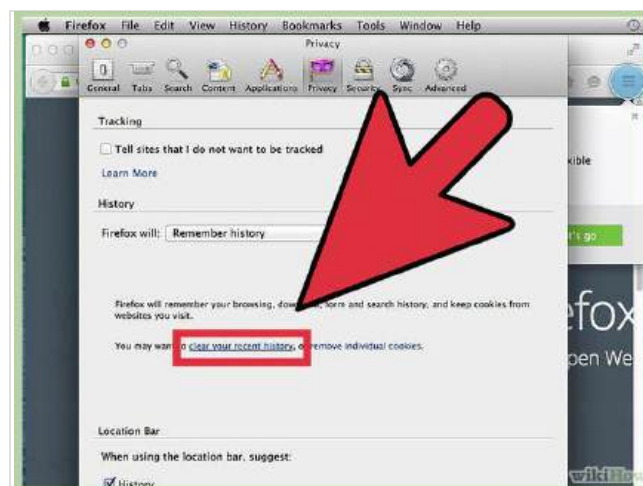 Firefox File Edit View History Bookmarks Tools Window Help
Privacy
General Tabs Search Content Applications Privacy Security Sync Advanced
Tracking
Tell sites that I do not want to be tracked
Learn More
xible
History
Firefox will: Remember history
's go
Firefox will remember your browsing, form and search history, and keep cookies from
websites you visit.
efox
You may want clear your recent history, remove individual cookies.
pen We
Location Bar
When using the location bar, suggest:
History
wikiHow